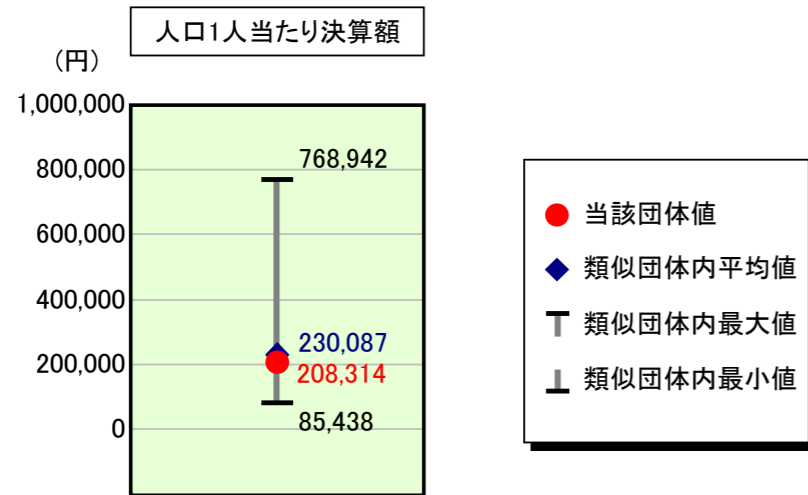 人口1人当たり決算額
(円)
1,000,000
800,000
600,000
400,000
200,000
0
768,942
230,087
208,314
85,438
当該団体値
類似団体内平均値
類似団体内最大値
類似団体内最小値